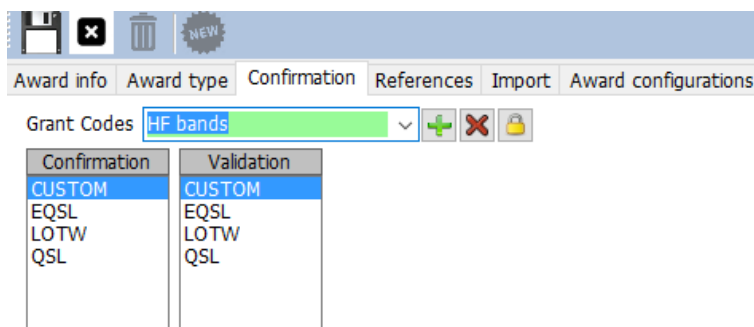 NEW
Award info Award type Confirmation References Import Award configurations
Grant Codes HF bands
Confirmation Validation
CUSTOM CUSTOM
EQSL EQSL
LOTW LOTW
QSL QSL